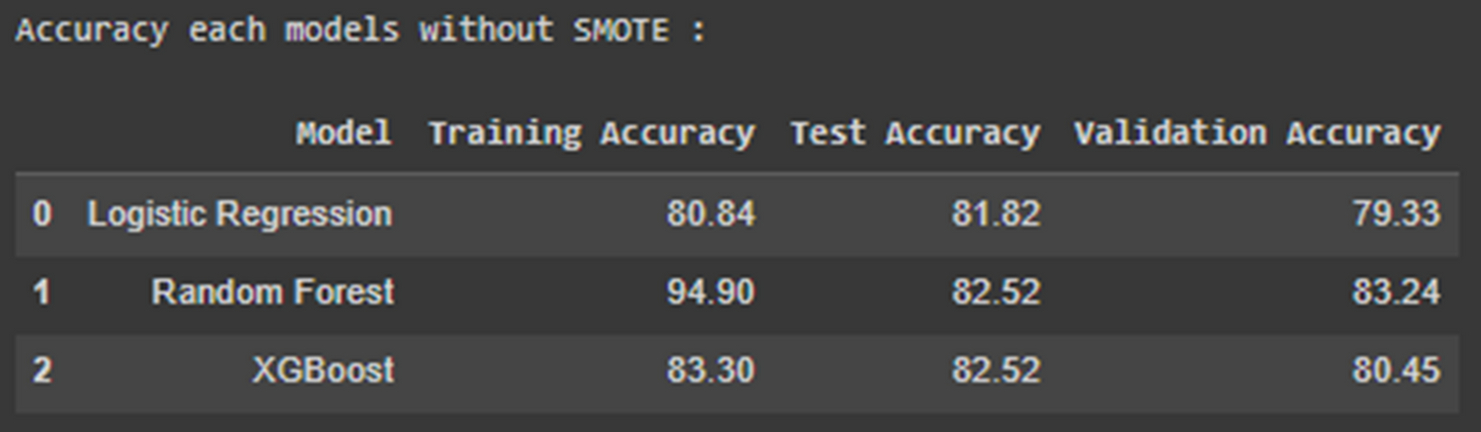 Accuracy each models without SMOTE :
Model Training Accuracy Test Accuracy Validation Accuracy
0 Logistic Regression 80.84 81.82 79.33
1 Random Forest 94.90 82.52 83.24
2 XGBoost 83.30 82.52 80.45